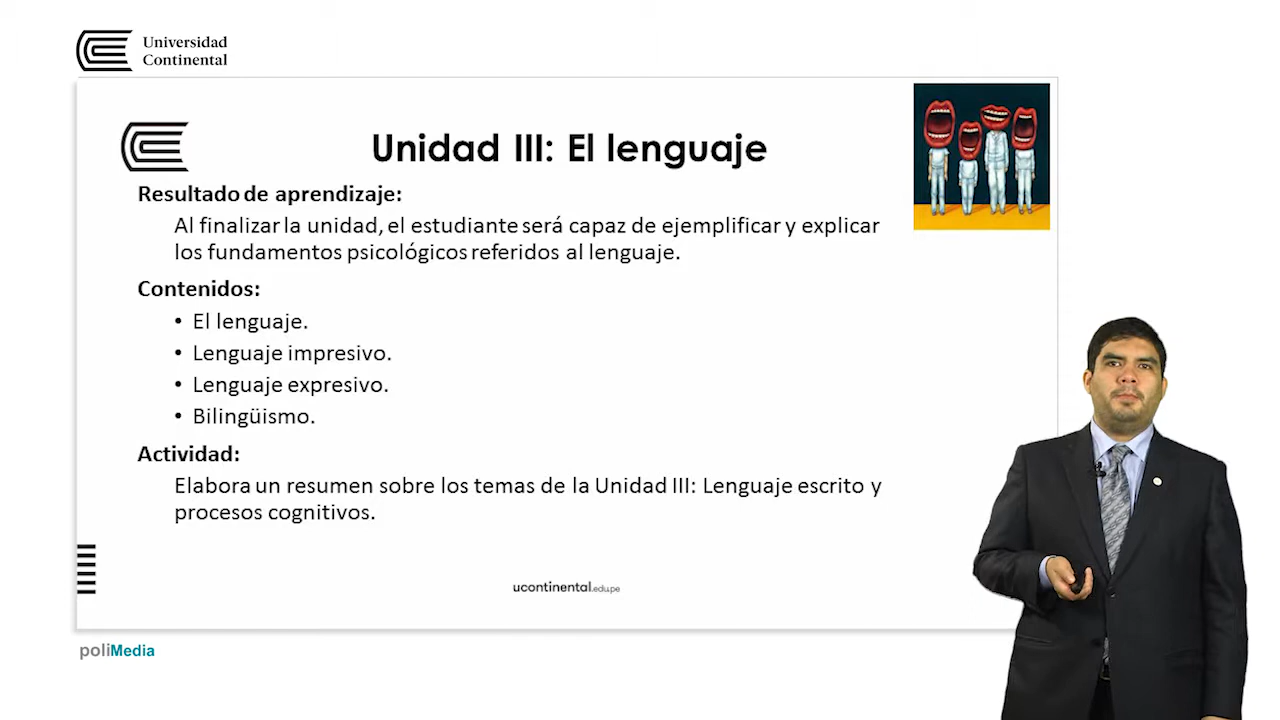 Universidad
Continental
Unidad III: El lenguaje
Resultado de aprendizaje:
Al finalizar la unidad, el estudiante será capaz de ejemplificar y explicar
los fundamentos psicológicos referidos al lenguaje.
Contenidos:
• El lenguaje.
• Lenguaje impresivo.
• Lenguaje expresivo.
• Bilingüismo.
Actividad:
Elabora un resumen sobre los temas de la Unidad III: Lenguaje escrito y
procesos cognitivos.
ucontinental.edu.pe
poliMedia